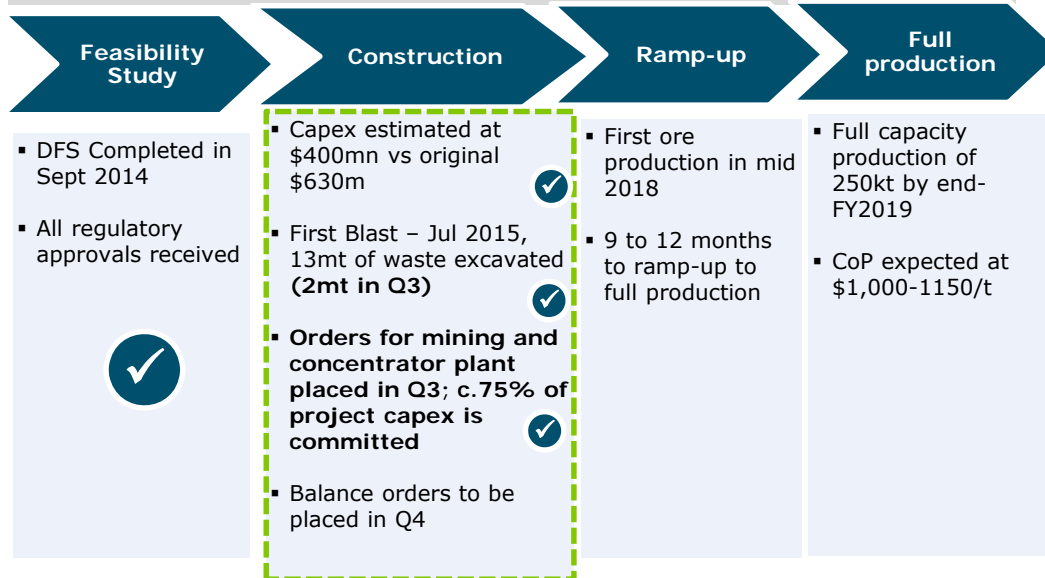 Feasibility
Study
Construction
Ramp-up
Full
production
▪ DFS Completed in
Sept 2014
▪ All regulatory
approvals received
▪ Capex estimated at
$400mn vs original
$630m
▪ First Blast – Jul 2015,
13mt of waste excavated
(2mt in Q3)
▪ Orders for mining and
concentrator plant
placed in Q3; c.75% of
project capex is
committed
▪ Balance orders to be
placed in Q4
▪ First ore
production in mid
2018
▪ 9 to 12 months
to ramp-up to
full production
▪ Full capacity
production of
250kt by end-
FY2019
▪ CoP expected at
$1,000-1150/t